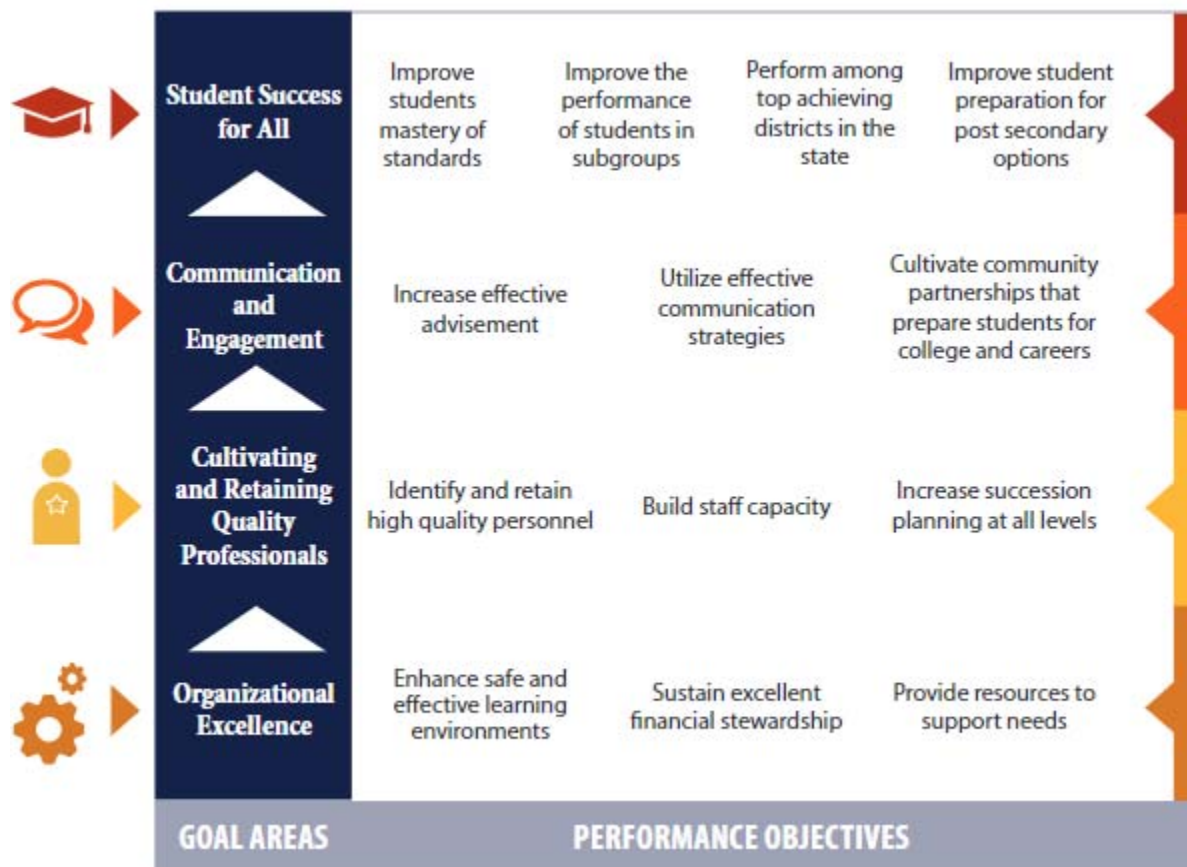 Student Success
for All
Improve
students
mastery of
standards
Improve the
performance
of students in
subgroups
Perform among
top achieving
districts in the
state
Improve student
preparation for
post secondary
options
Communication
and
Engagement
Increase effective
advisement
Utilize effective
communication
strategies
Cultivate community
partnerships that
prepare students for
college and careers
Cultivating
and Retaining
Quality
Professionals
Identify and retain
high quality personnel
Build staff capacity
Increase succession
planning at all levels
Organizational
Excellence
Enhance safe and
effective learning
environments
Sustain excellent
financial stewardship
Provide resources to
support needs
GOAL AREAS
PERFORMANCE OBJECTIVES